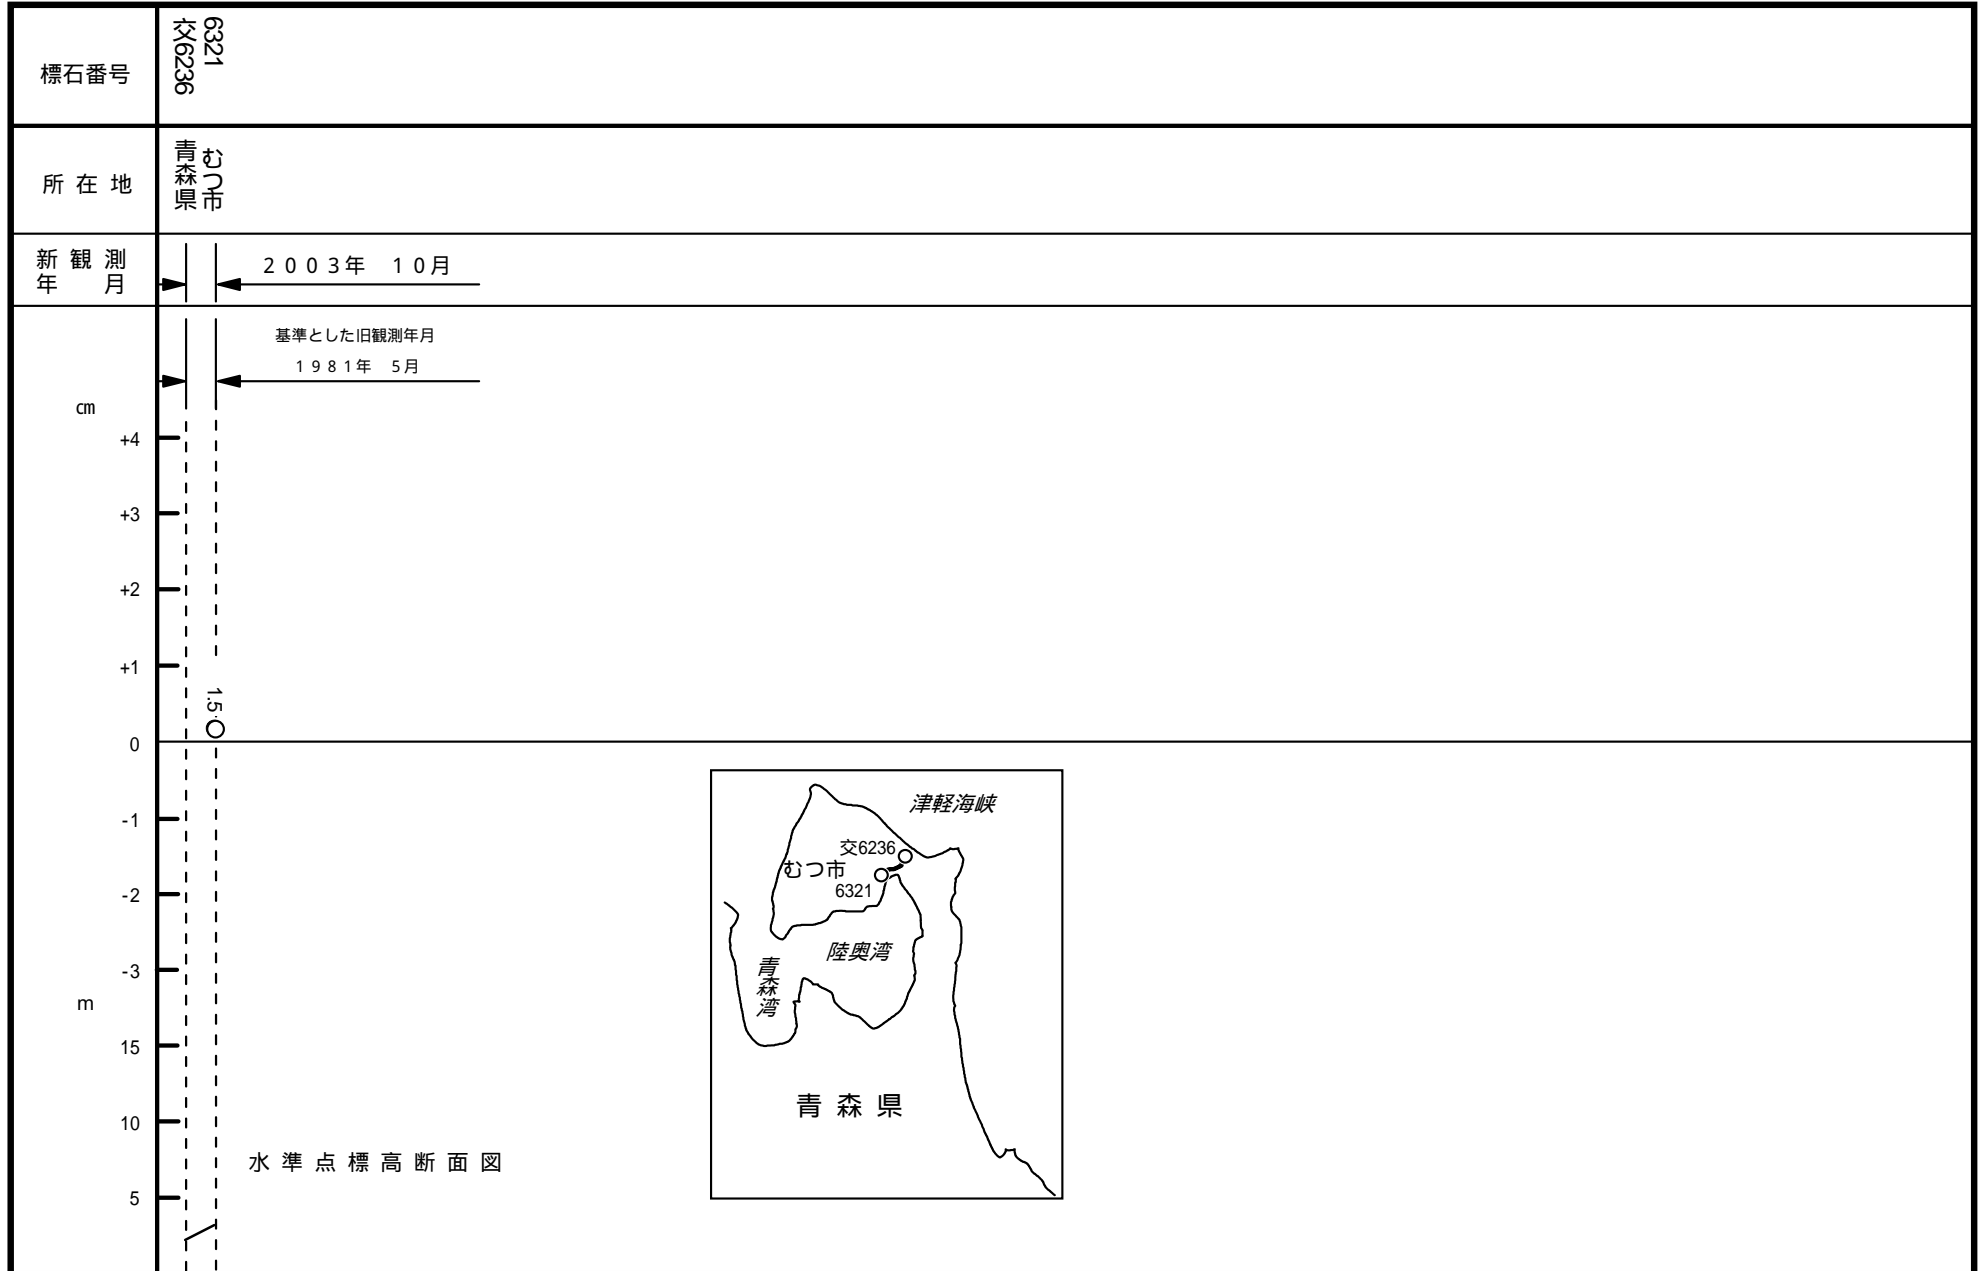 標石番号
交6236
6321
所在地
青森県
むつ市
新観測
年 月
2003年 10月
基準とした旧観測年月
1981年 5月
cm
+4
+3
+2
+1
1.5
0
-1
-2
-3
m
15
10
5
水準点標高断面図
津軽海峡
交6236
むつ市
6321
陸奥湾
青森湾
青森県